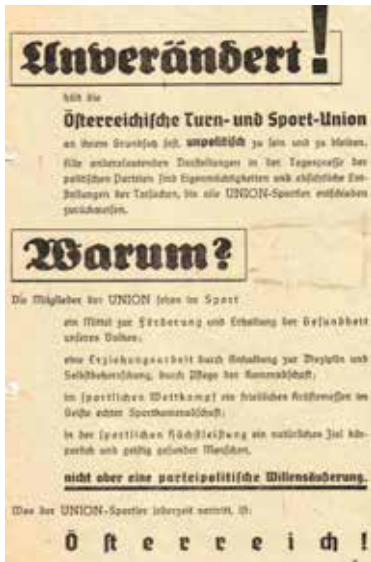 Unverändert!
hält die
Österreichische Turn- und Sport-Union
an ihrem Grundsatz fest, unpolitisch zu sein und zu bleiben.
Alle anderslautenden Darstellungen in der Tagespresse der
politischen Parteien sind Eigenmächtigkeiten und absichtliche Ent-
stellungen der Tatsachen, die alle UNION-Sportler entschieden
zurückweisen.
Warum?
Die Mitglieder der UNION sehen im Sport
ein Mittel zur Förderung und Erhaltung der Gesundheit
unseres Volkes;
eine Erziehungsarbeit durch Anhaltung zur Disziplin und
Selbstbeherrschung, durch Pflege der Kameradschaft;
im sportlichen Wettkampf ein friedliches Kräftemessen im
Geiste echter Sportkameradschaft;
in der sportlichen Höchstleistung ein natürliches Ziel kör-
perlich und geistig gesunder Menschen,
nicht aber eine parteipolitische Willensäußerung.
Was der UNION-Sportler jederzeit vertritt, ist:
Österreich!